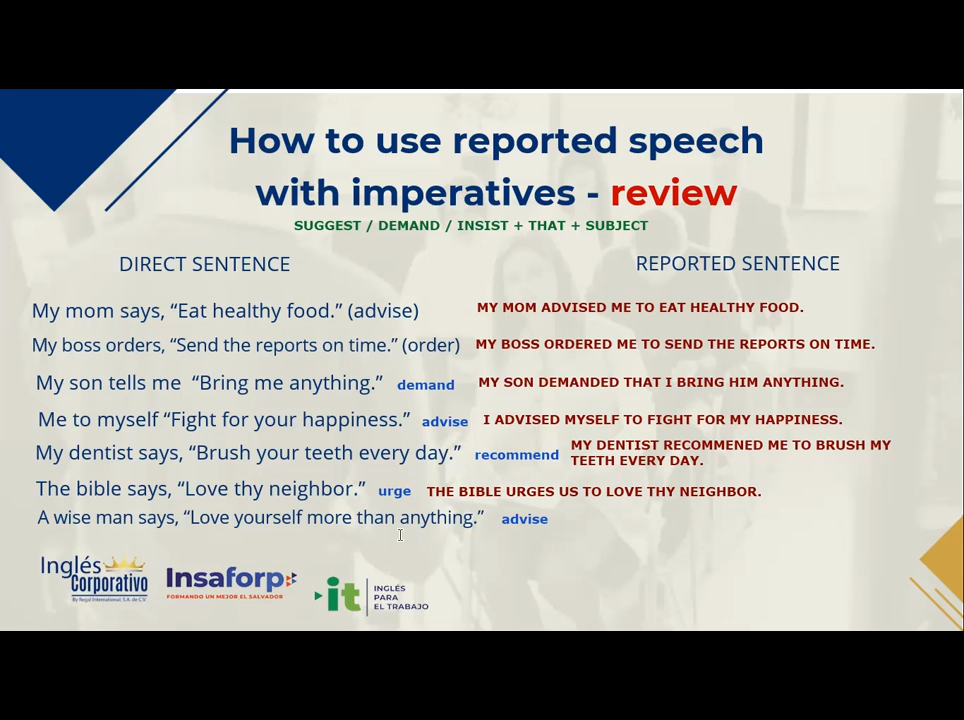 How to use reported speech
with imperatives - review
SUGGEST / DEMAND / INSIST + THAT + SUBJECT
DIRECT SENTENCE
REPORTED SENTENCE
My mom says, “Eat healthy food.” (advise)
MY MOM ADVISED ME TO EAT HEALTHY FOOD.
My boss orders, “Send the reports on time.” (order)
MY BOSS ORDERED ME TO SEND THE REPORTS ON TIME.
My son tells me “Bring me anything.” demand
MY SON DEMANDED THAT I BRING HIM ANYTHING.
Me to myself “Fight for your happiness.” advise
I ADVISED MYSELF TO FIGHT FOR MY HAPPINESS.
My dentist says, “Brush your teeth every day.” recommend
MY DENTIST RECOMMENED ME TO BRUSH MY
TEETH EVERY DAY.
The bible says, “Love thy neighbor.” urge
THE BIBLE URGES US TO LOVE THY NEIGHBOR.
A wise man says, “Love yourself more than anything.” advise
Inglés
Corporativo
By Regal International, S.A. de C.V.
Insaforp
FORMANDO UN MEJOR EL SALVADOR
it
INGLÉS
PARA
EL TRABAJO